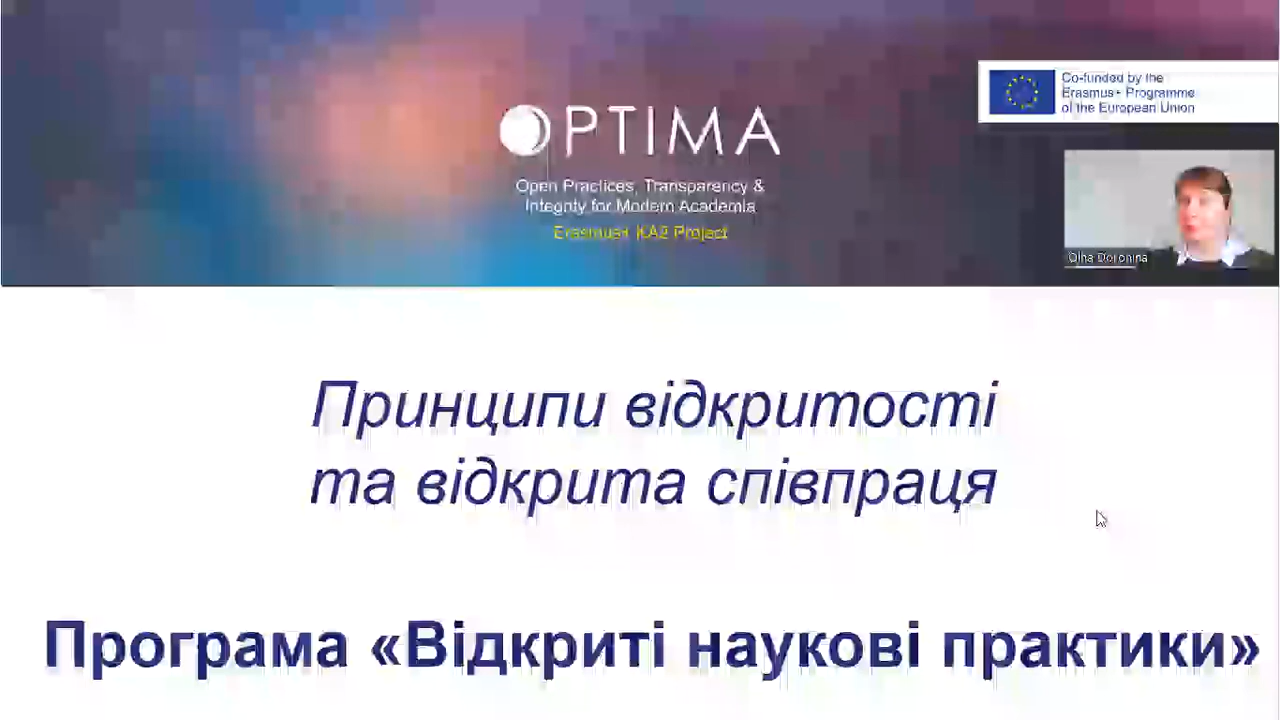 OPTIMA
Open Practices, Transparency &
Integrity for Modern Academia
Erasmus+ KA2 Project
Co-funded by the
Erasmus+ Programme
of the European Union
Olha Doronina
Принципи відкритості
та відкрита співпраця
Програма «Відкриті наукові практики»